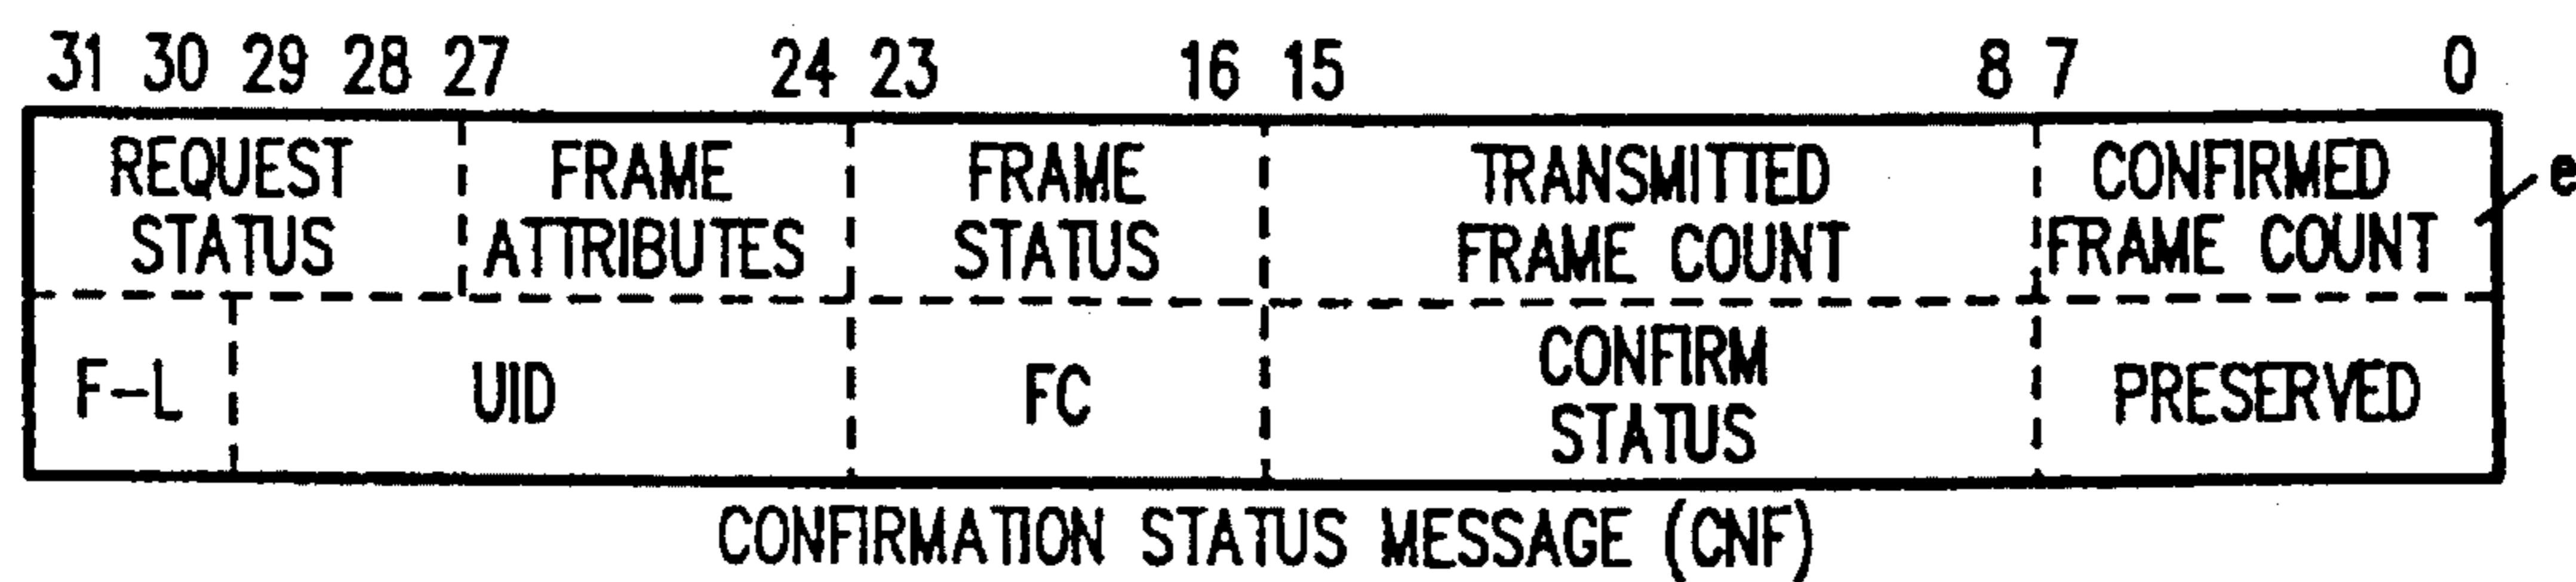 31 30 29 28 27 24 23 16 15 8 7 0
REQUEST STATUS FRAME ATTRIBUTES FRAME STATUS TRANSMITTED FRAME COUNT CONFIRMED FRAME COUNT e
F-L UID FC CONFIRM STATUS PRESERVED
CONFIRMATION STATUS MESSAGE (CNF)